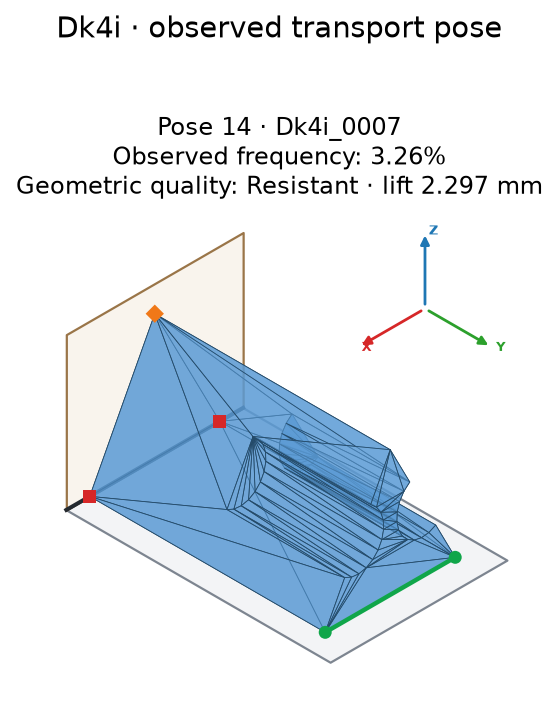 Dk4i · observed transport pose
Pose 14 · Dk4i_0007
Observed frequency: 3.26%
Geometric quality: Resistant · lift 2.297 mm
Z
X
Y